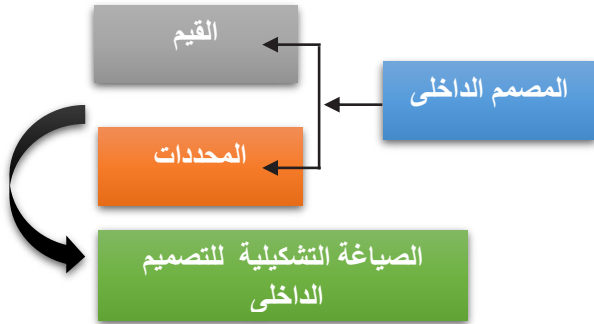 القيم
المصمم الداخلى
المحددات
الصياغة التشكيلية للتصميم
الداخلى